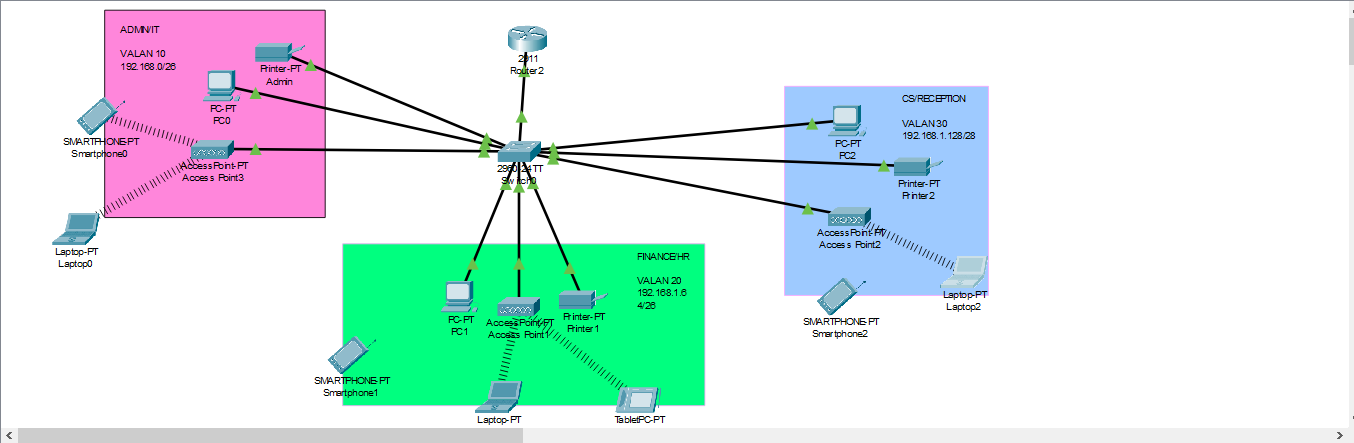 ADMIN/IT
VALAN 10
192.168.0/26
Printer-PT
Admin
PC-PT
PC0
SMARTPHONE-PT
Smartphone0
AccessPoint-PT
Access Point3
Laptop-PT
Laptop0
2911
Router2
2960-24TT
Switch0
CS/RECEPTION
VALAN 30
192.168.1.128/28
PC-PT
PC2
Printer-PT
Printer2
AccessPoint-PT
Access Point2
Laptop-PT
Laptop2
SMARTPHONE-PT
Smartphone2
FINANCE/HR
VALAN 20
192.168.1.6
4/26
PC-PT
PC1
AccessPoint-PT
Access Point1
Printer-PT
Printer1
SMARTPHONE-PT
Smartphone1
Laptop-PT
TabletPC-PT